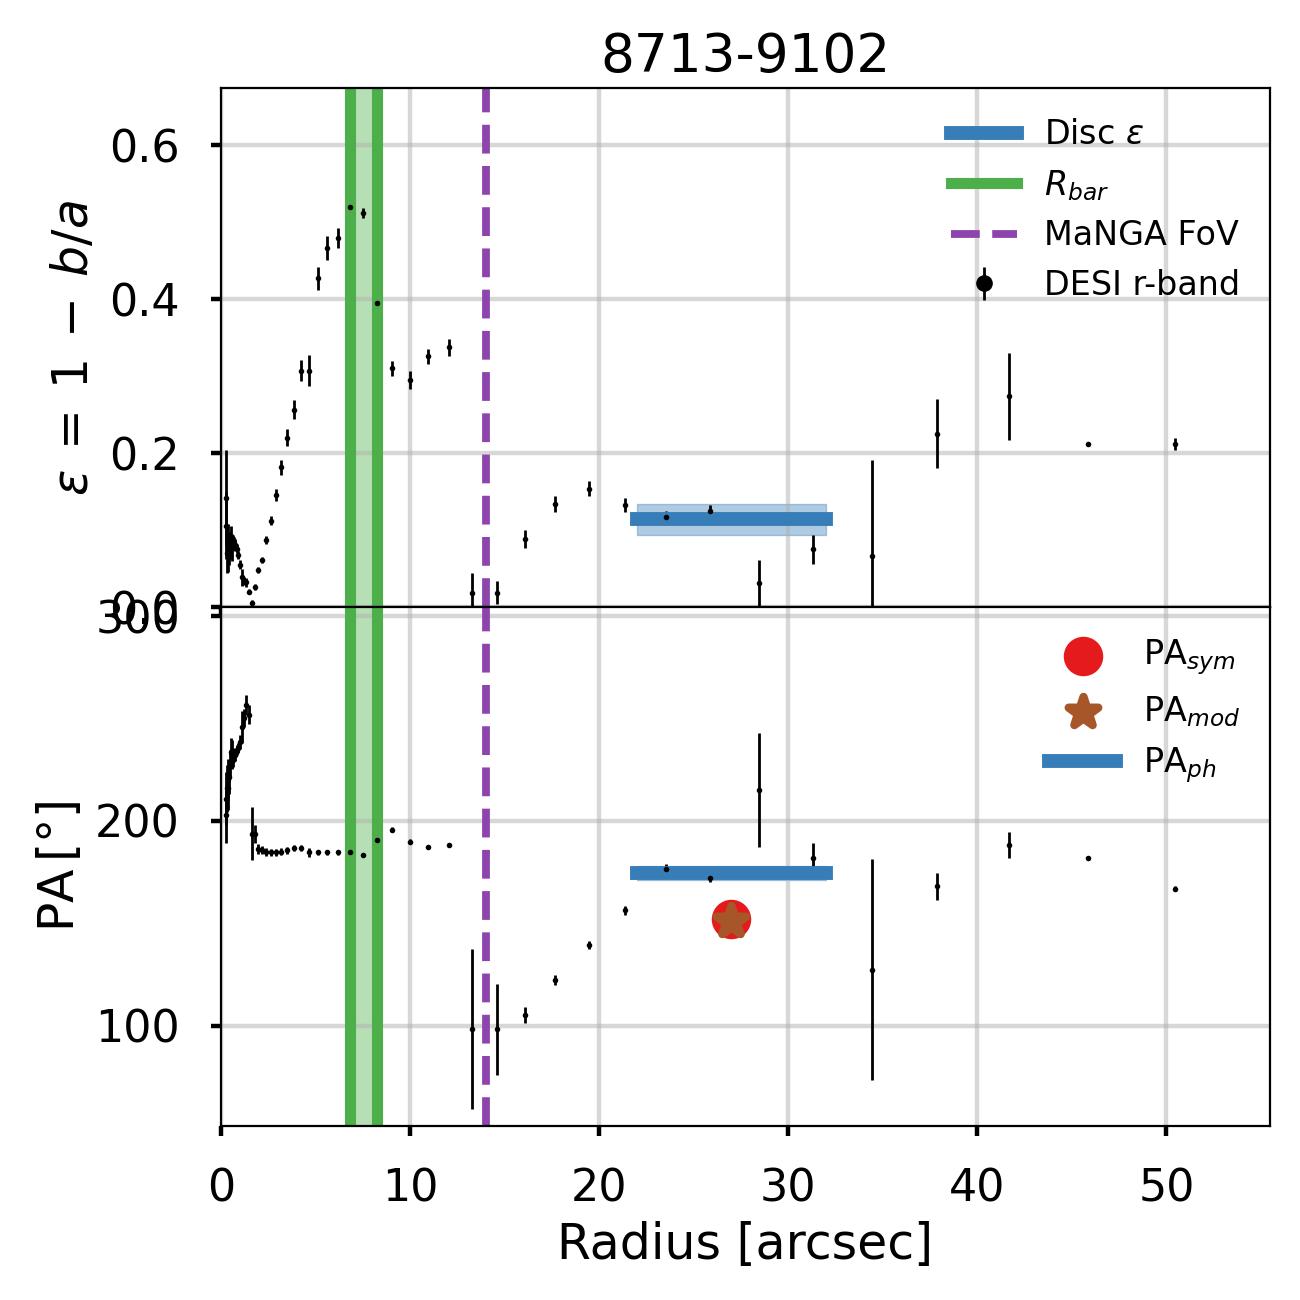 8713-9102
0.6
0.4
0.2
0.0
ε = 1 − b/a
Disc ε
R_bar
MaNGA FoV
DESI r-band
300
200
100
PA [°]
PA_sym
PA_mod
PA_ph
0 10 20 30 40 50
Radius [arcsec]